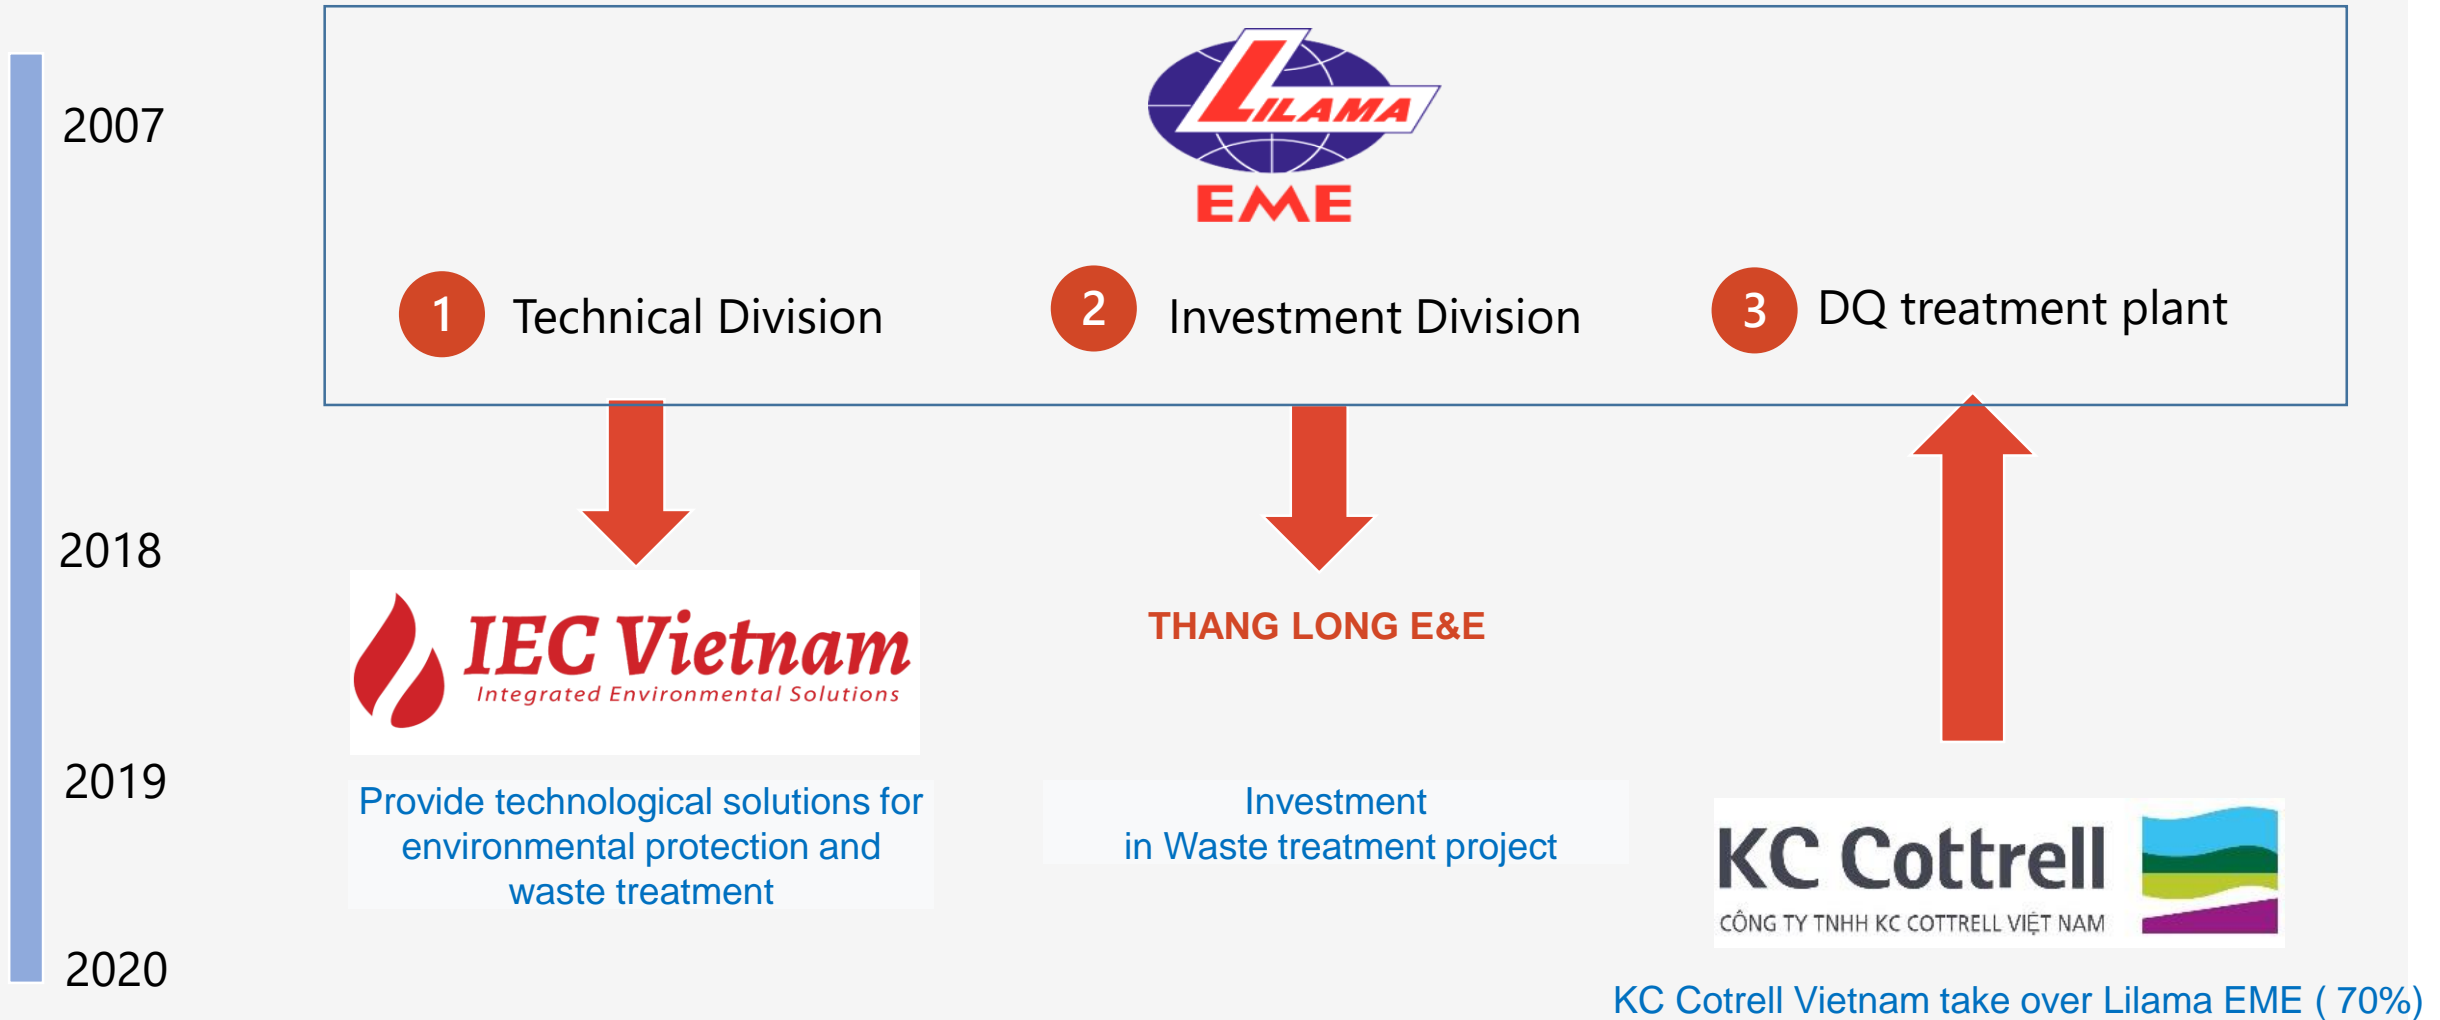 2007
LILAMA
EME
1 Technical Division
2 Investment Division
3 DQ treatment plant
2018
IEC Vietnam
Integrated Environmental Solutions
THANG LONG E&E
2019
Provide technological solutions for
environmental protection and
waste treatment
Investment
in Waste treatment project
KC Cottrell
CÔNG TY TNHH KC COTTRELL VIỆT NAM
2020
KC Cotrell Vietnam take over Lilama EME ( 70%)